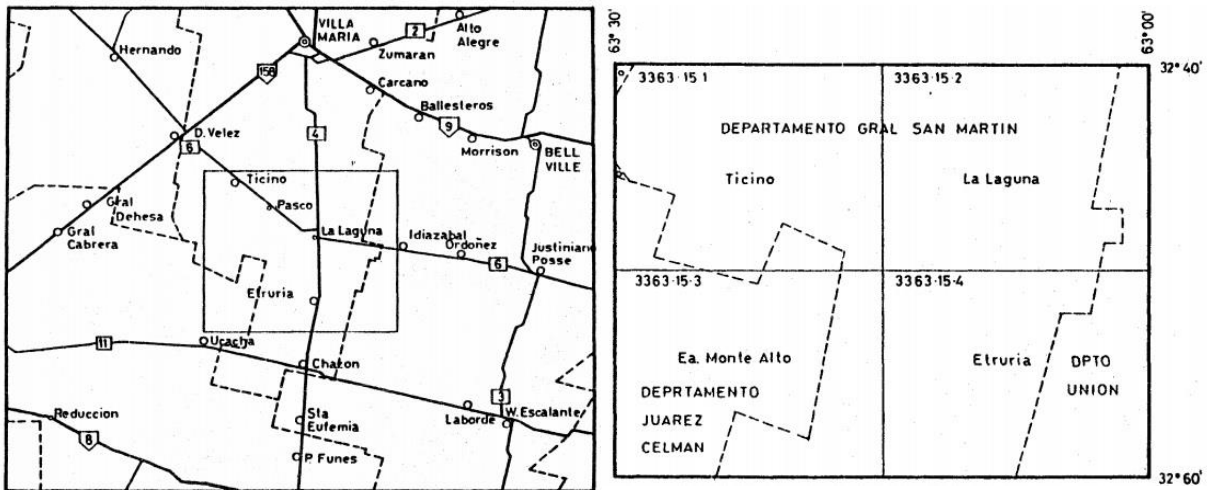 VILLA
MARIA
2
Alto
Alegre
Hernando
Zumaran
158
Carcano
Ballesteros
D. Velez
4
9
6
Morrison
BELL
VILLE
Ticino
Gral
Dehesa
Pasco
Gral
Cabrera
La Laguna
Idiazabal
Ordoñez
Justiniano
Posse
6
Etruria
11
Ucacha
Chazon
3
Reduccion
Sta
Eufemia
Laborde
W. Escalante
8
P. Funes
63° 30'
63° 00'
3363-15-1
3363-15-2
32° 40'
DEPARTAMENTO GRAL SAN MARTIN
Ticino
La Laguna
3363-15-3
3363-15-4
Ea. Monte Alto
Etruria
DPTO
UNION
DEPRTAMENTO
JUAREZ
CELMAN
32° 60'